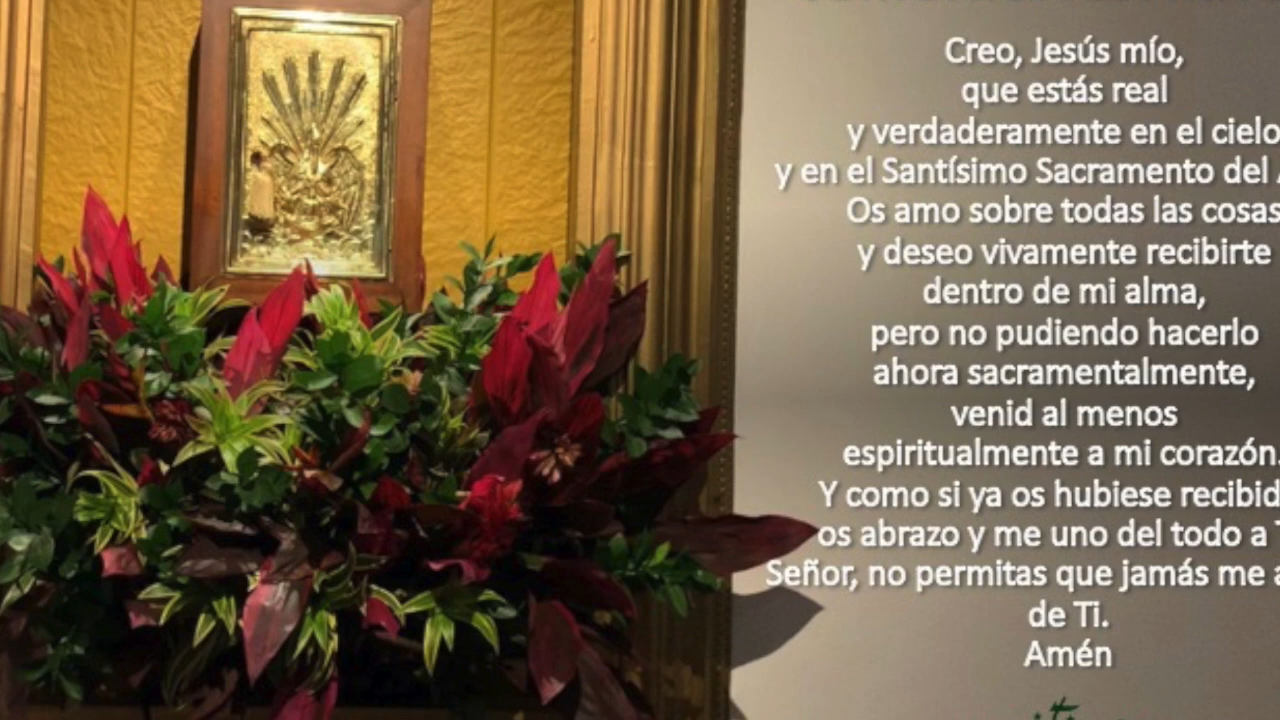 Creo, Jesús mío,
que estás real
y verdaderamente en el cielo
y en el Santísimo Sacramento del
Os amo sobre todas las cosas
y deseo vivamente recibirte
dentro de mi alma,
pero no pudiendo hacerlo
ahora sacramentalmente,
venid al menos
espiritualmente a mi corazón.
Y como si ya os hubiese
os abrazo y me uno del todo a
Señor, no permitas que jamás me
de Ti.
Amén